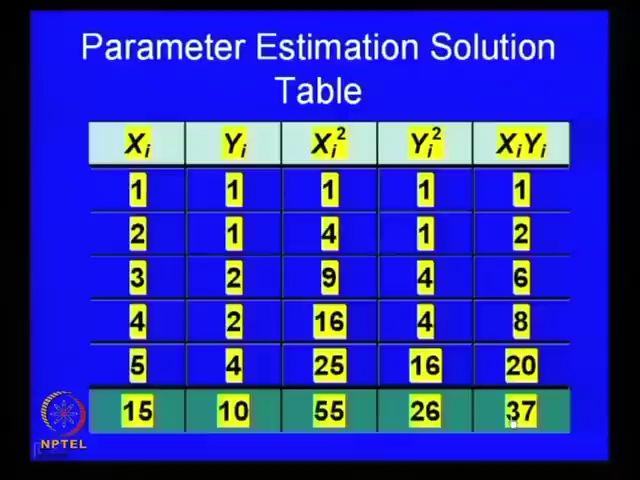 Parameter Estimation Solution
Table
Xi Yi Xi² Yi² XiYi
1 1 1 1 1
2 1 4 1 2
3 2 9 4 6
4 2 16 4 8
5 4 25 16 20
15 10 55 26 37
NPTEL